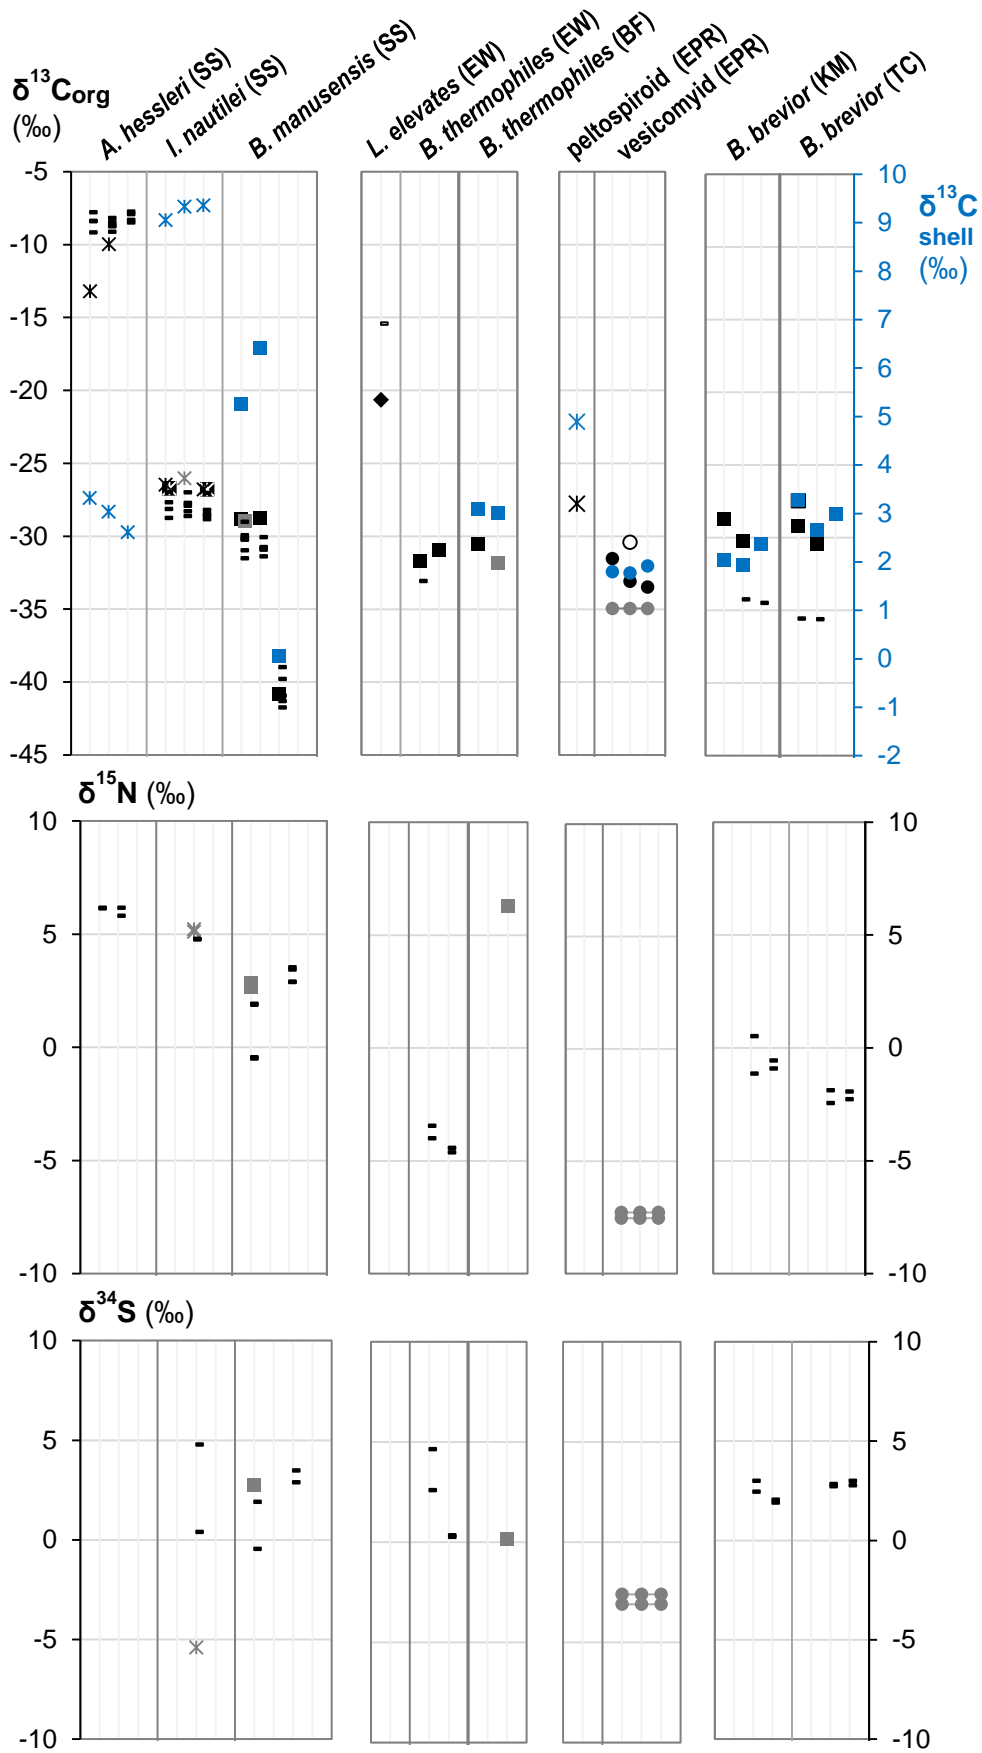 A. hessleri (SS)
I. nautilei (SS)
B. manusensis (SS)
L. elevates (EW)
B. thermophiles (EW)
B. thermophiles (BF)
peltospiroid (EPR)
vesicomyid (EPR)
B. brevior (KM)
B. brevior (TC)
δ13Corg
(‰)
-5
-10
-15
-20
-25
-30
-35
-40
-45
10
9
8
7
6
5
4
3
2
1
0
-1
-2
δ13C
shell
(‰)
δ15N (‰)
10
5
0
-5
-10
10
5
0
-5
-10
δ34S (‰)
10
5
0
-5
-10
10
5
0
-5
-10